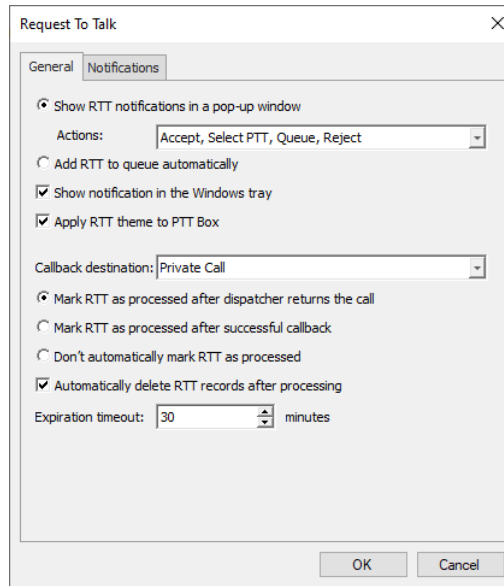 Request To Talk
General Notifications
Show RTT notifications in a pop-up window
Actions: Accept, Select PTT, Queue, Reject
Add RTT to queue automatically
Show notification in the Windows tray
Apply RTT theme to PTT Box
Callback destination: Private Call
Mark RTT as processed after dispatcher returns the call
Mark RTT as processed after successful callback
Don't automatically mark RTT as processed
Automatically delete RTT records after processing
Expiration timeout: 30 minutes
OK Cancel